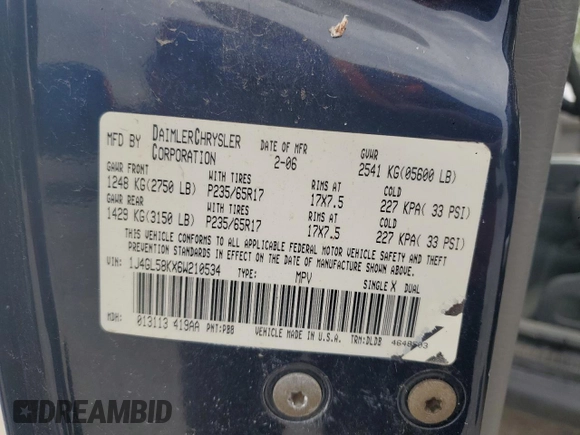 MFD BY DAIMLERCHRYSLER CORPORATION DATE OF MFR 2-06 GVWR 2541 KG(05600 LB)
GAWR FRONT WITH TIRES RIMS AT COLD
1248 KG(2750 LB) P235/65R17 17X7.5 227 KPA( 33 PSI)
GAWR REAR WITH TIRES RIMS AT COLD
1429 KG(3150 LB) P235/65R17 17X7.5 227 KPA( 33 PSI)
THIS VEHICLE CONFORMS TO ALL APPLICABLE FEDERAL MOTOR VEHICLE SAFETY AND
THEFT PREVENTION STANDARDS IN EFFECT ON THE DATE OF MANUFACTURE SHOWN ABOVE.
VIN: 1J4GL58KX6W210534 TYPE: MPV SINGLE X DUAL
MDH: 013113 419AA PNT:PBB VEHICLE MADE IN U.S.A. TRM:DLDB
DREAMBID